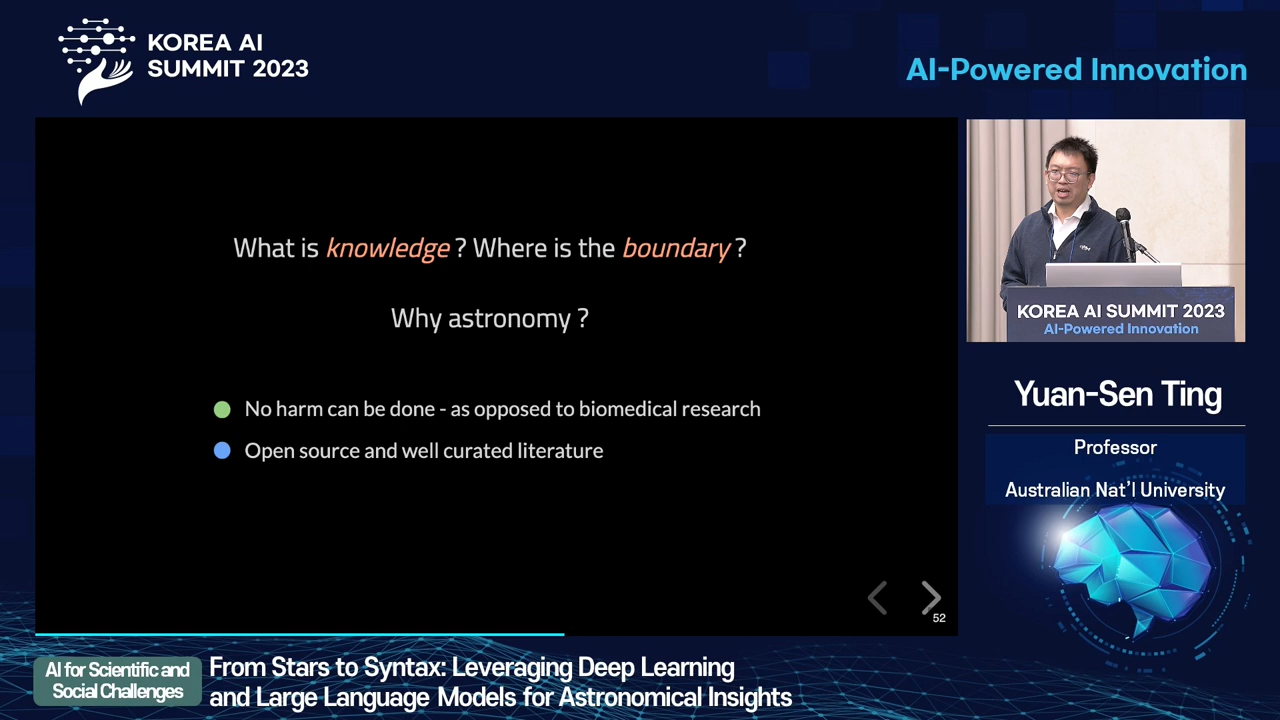 KOREA AI
SUMMIT 2023
AI-Powered Innovation
What is knowledge ? Where is the boundary ?
Why astronomy ?
No harm can be done - as opposed to biomedical research
Open source and well curated literature
52
KOREA AI SUMMIT 2023
AI-Powered Innovation
Yuan-Sen Ting
Professor
Australian Nat'l University
AI for Scientific and
Social Challenges
From Stars to Syntax: Leveraging Deep Learning
and Large Language Models for Astronomical Insights